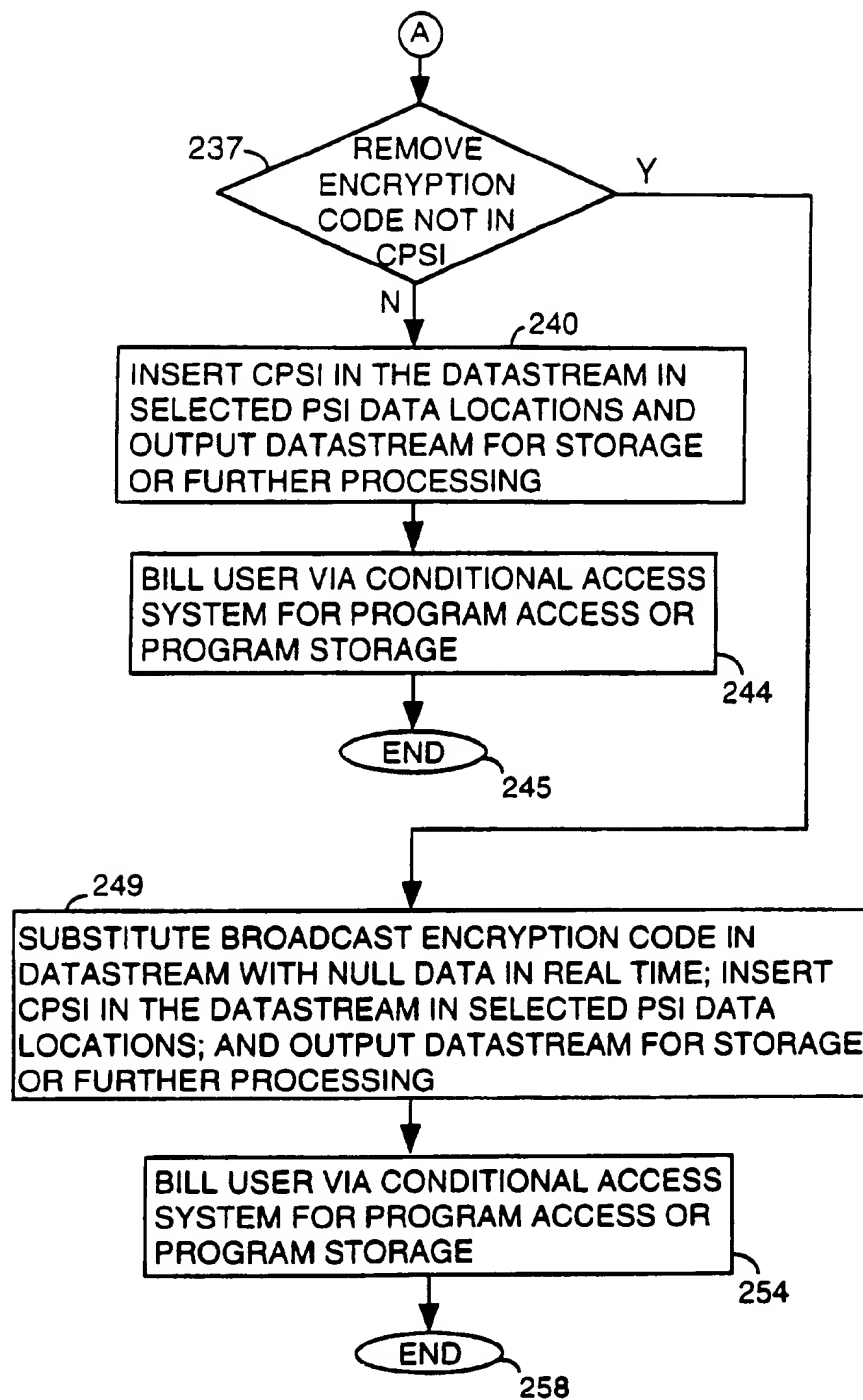 A
237
REMOVE
ENCRYPTION
CODE NOT IN
CPSI
Y
N
240
INSERT CPSI IN THE DATASTREAM IN
SELECTED PSI DATA LOCATIONS AND
OUTPUT DATASTREAM FOR STORAGE
OR FURTHER PROCESSING
BILL USER VIA CONDITIONAL ACCESS
SYSTEM FOR PROGRAM ACCESS OR
PROGRAM STORAGE
244
END
245
249
SUBSTITUTE BROADCAST ENCRYPTION CODE IN
DATASTREAM WITH NULL DATA IN REAL TIME; INSERT
CPSI IN THE DATASTREAM IN SELECTED PSI DATA
LOCATIONS; AND OUTPUT DATASTREAM FOR STORAGE
OR FURTHER PROCESSING
BILL USER VIA CONDITIONAL ACCESS
SYSTEM FOR PROGRAM ACCESS OR
PROGRAM STORAGE
254
END
258